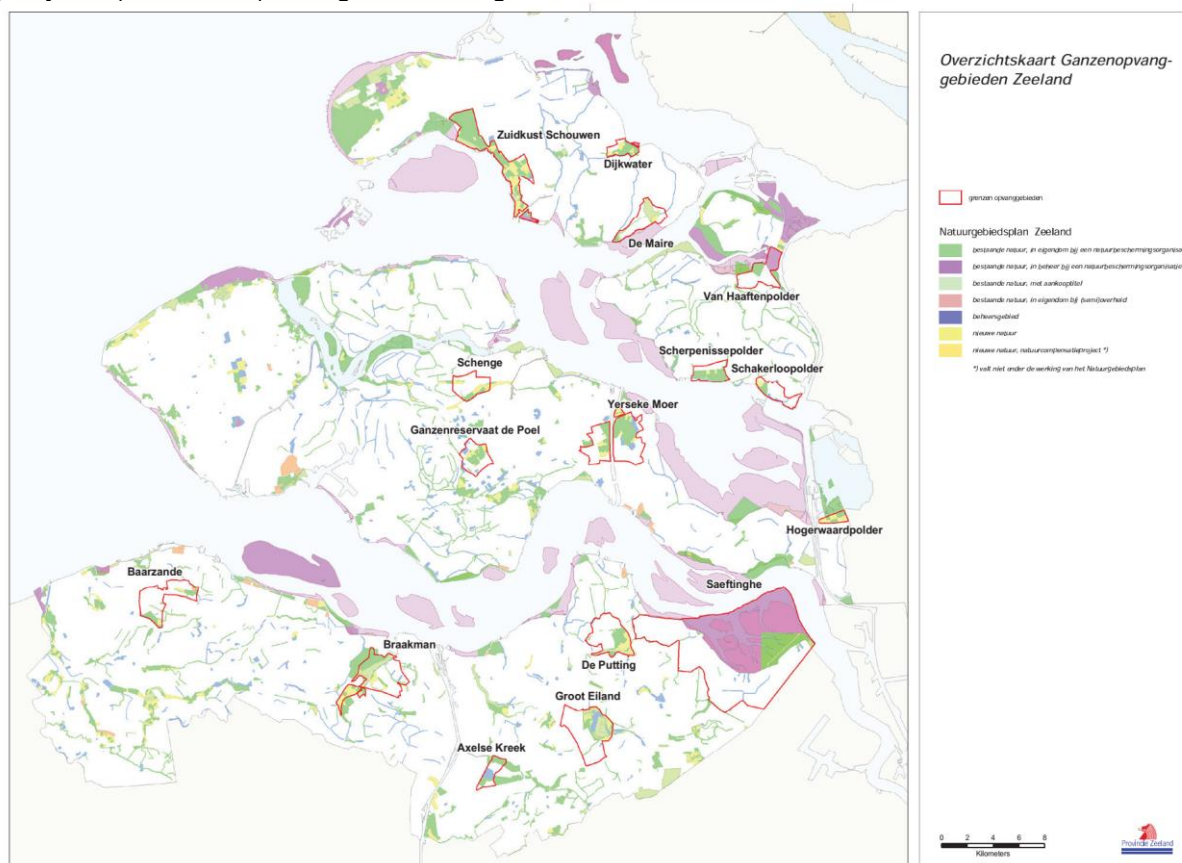 Overzichtskaart Ganzenopvang-
gebieden Zeeland
grenzen opvanggebieden
Natuurgebiedsplan Zeeland
bestaande natuur, in eigendom bij een natuurbeschermingsorganisatie
bestaande natuur, in beheer bij een natuurbeschermingsorganisatie
bestaande natuur, met aankooptitel
bestaande natuur, in eigendom bij (semi)overheid
beheersgebied
nieuwe natuur
nieuwe natuur, natuurcompensatieproject *)
*) valt niet onder de werking van het Natuurgebiedsplan
Zuidkust Schouwen
Dijkwater
De Maire
Van Haaftenpolder
Scherpenissepolder
Schakerloopolder
Schenge
Yerseke Moer
Ganzenreservaat de Poel
Hogerwaardpolder
Baarzande
Saeftinghe
Braakman
De Putting
Groot Eiland
Axelse Kreek
0 2 4 6 8
Kilometers
Provincie Zeeland